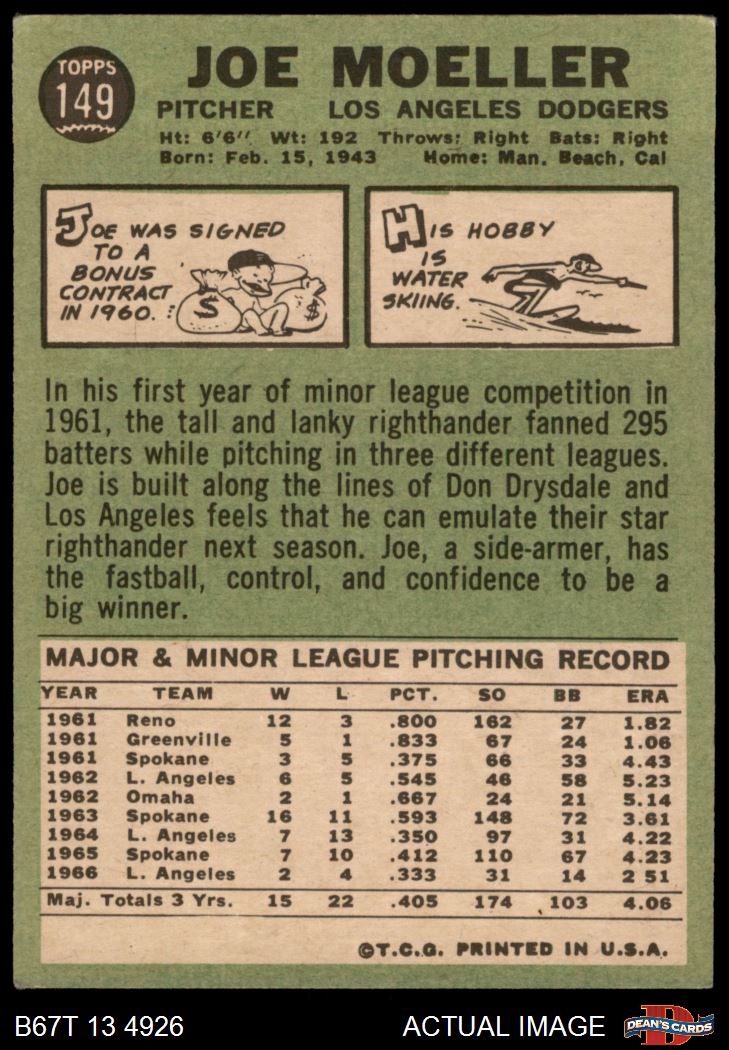 TOPPS
149
JOE MOELLER
PITCHER LOS ANGELES DODGERS
Ht: 6'6" Wt: 192 Throws: Right Bats: Right
Born: Feb. 15, 1943 Home: Man. Beach, Cal
JOE WAS SIGNED
TO A
BONUS
CONTRACT
IN 1960.
$ $
HIS HOBBY
IS
WATER
SKIING.
In his first year of minor league competition in
1961, the tall and lanky righthander fanned 295
batters while pitching in three different leagues.
Joe is built along the lines of Don Drysdale and
Los Angeles feels that he can emulate their star
righthander next season. Joe, a side-armer, has
the fastball, control, and confidence to be a
big winner.
MAJOR & MINOR LEAGUE PITCHING RECORD
YEAR TEAM W L PCT. SO BB ERA
1961 Reno 12 3 .800 162 27 1.82
1961 Greenville 5 1 .833 67 24 1.06
1961 Spokane 3 5 .375 66 33 4.43
1962 L. Angeles 6 5 .545 46 58 5.23
1962 Omaha 2 1 .667 24 21 5.14
1963 Spokane 16 11 .593 148 72 3.61
1964 L. Angeles 7 13 .350 97 31 4.22
1965 Spokane 7 10 .412 110 67 4.23
1966 L. Angeles 2 4 .333 31 14 2 51
Maj. Totals 3 Yrs. 15 22 .405 174 103 4.06
©T.C.G. PRINTED IN U.S.A.
B67T 13 4926 ACTUAL IMAGE D DEAN'S CARDS